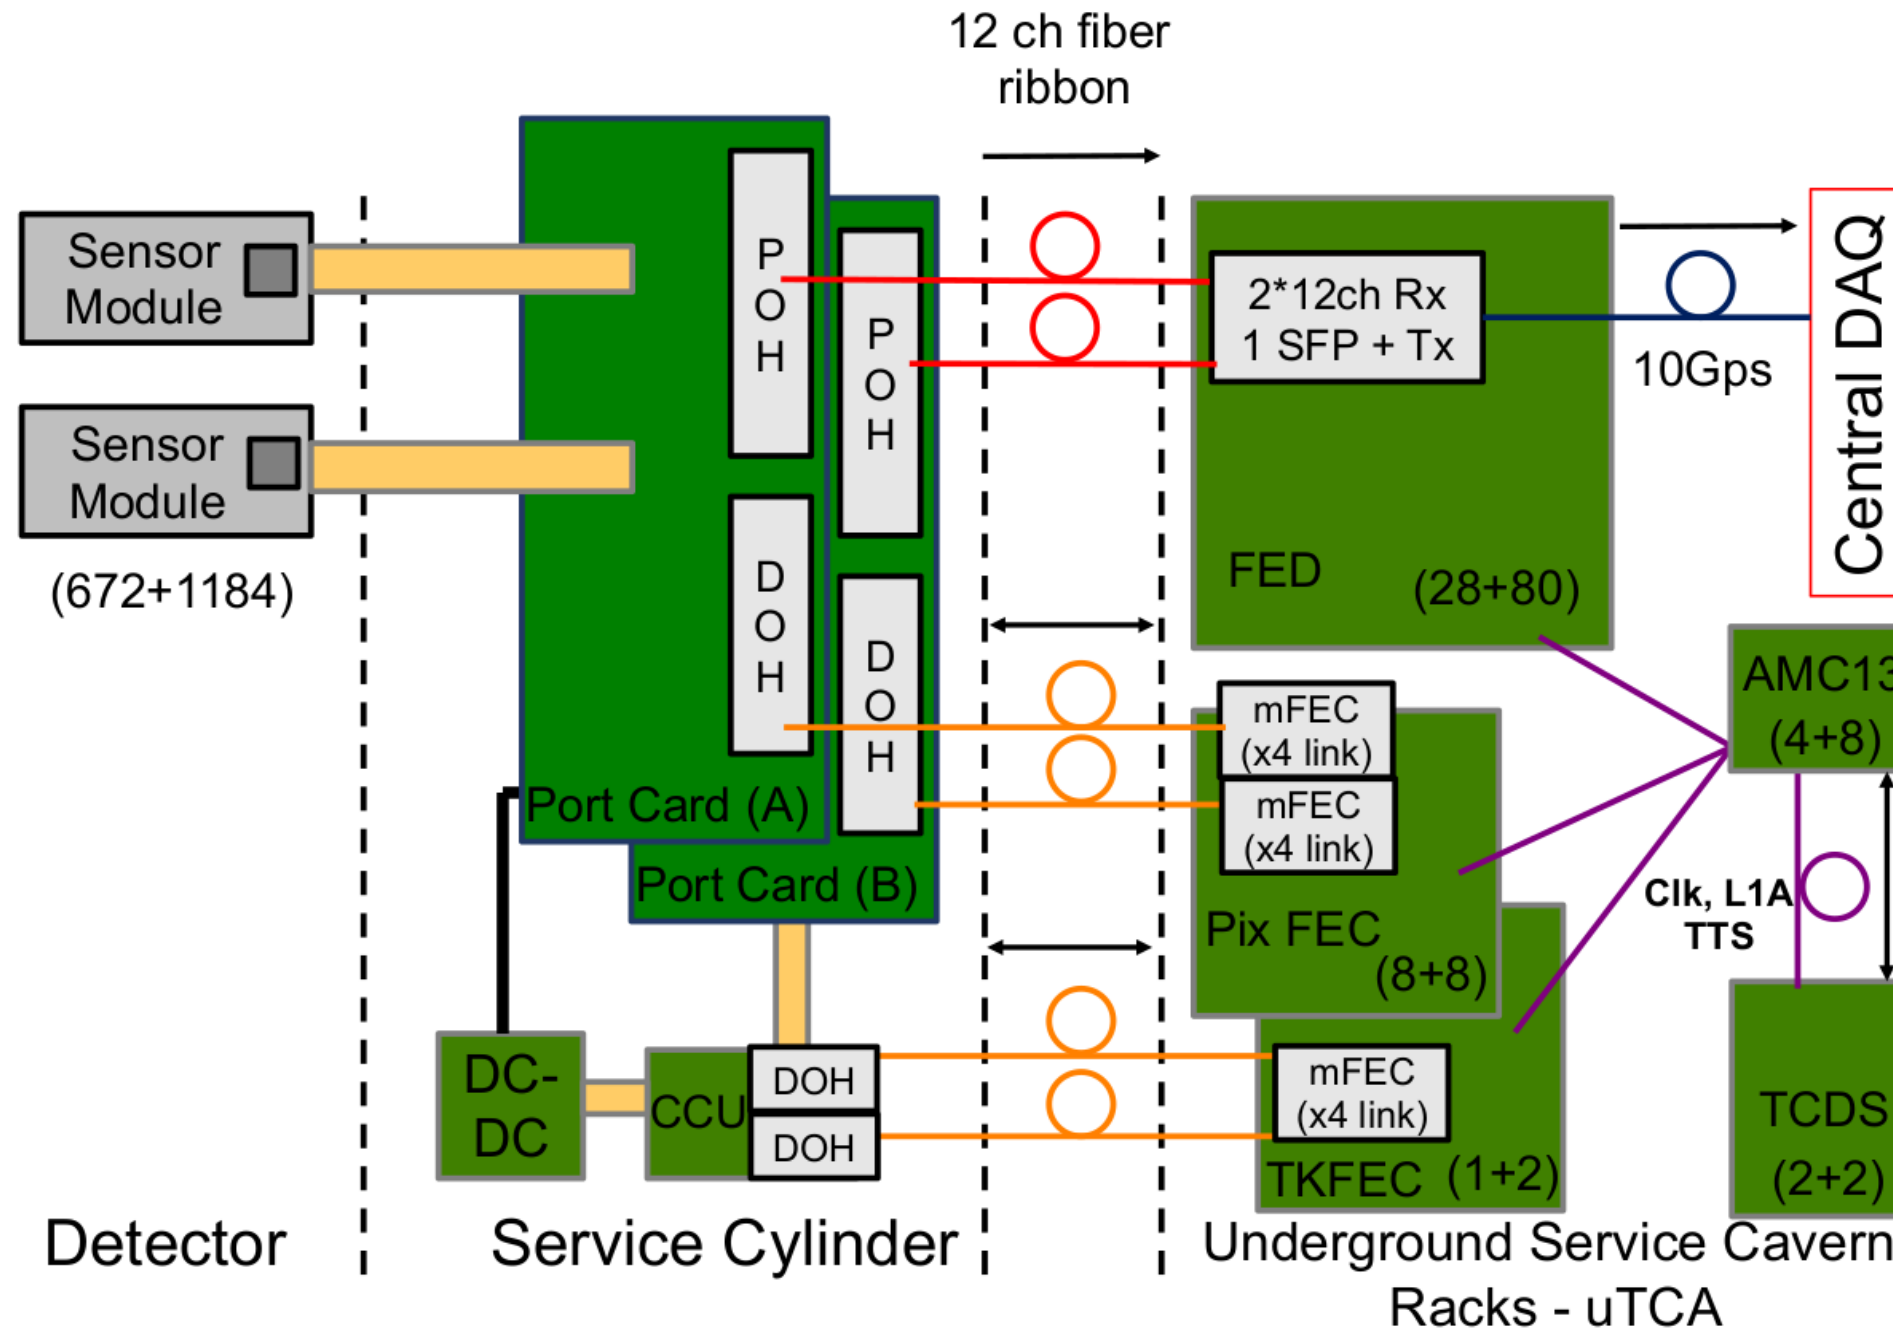 12 ch fiber
ribbon
Sensor
Module
Sensor
Module
(672+1184)
P
O
H
P
O
H
D
O
H
D
O
H
Port Card (A)
Port Card (B)
DC-
DC
CCU
DOH
DOH
2*12ch Rx
1 SFP + Tx
FED
(28+80)
10Gps
Central DAQ
mFEC
(x4 link)
mFEC
(x4 link)
Pix FEC
(8+8)
mFEC
(x4 link)
TKFEC (1+2)
AMC13
(4+8)
Clk, L1A
TTS
TCDS
(2+2)
Detector
Service Cylinder
Underground Service Cavern
Racks - uTCA